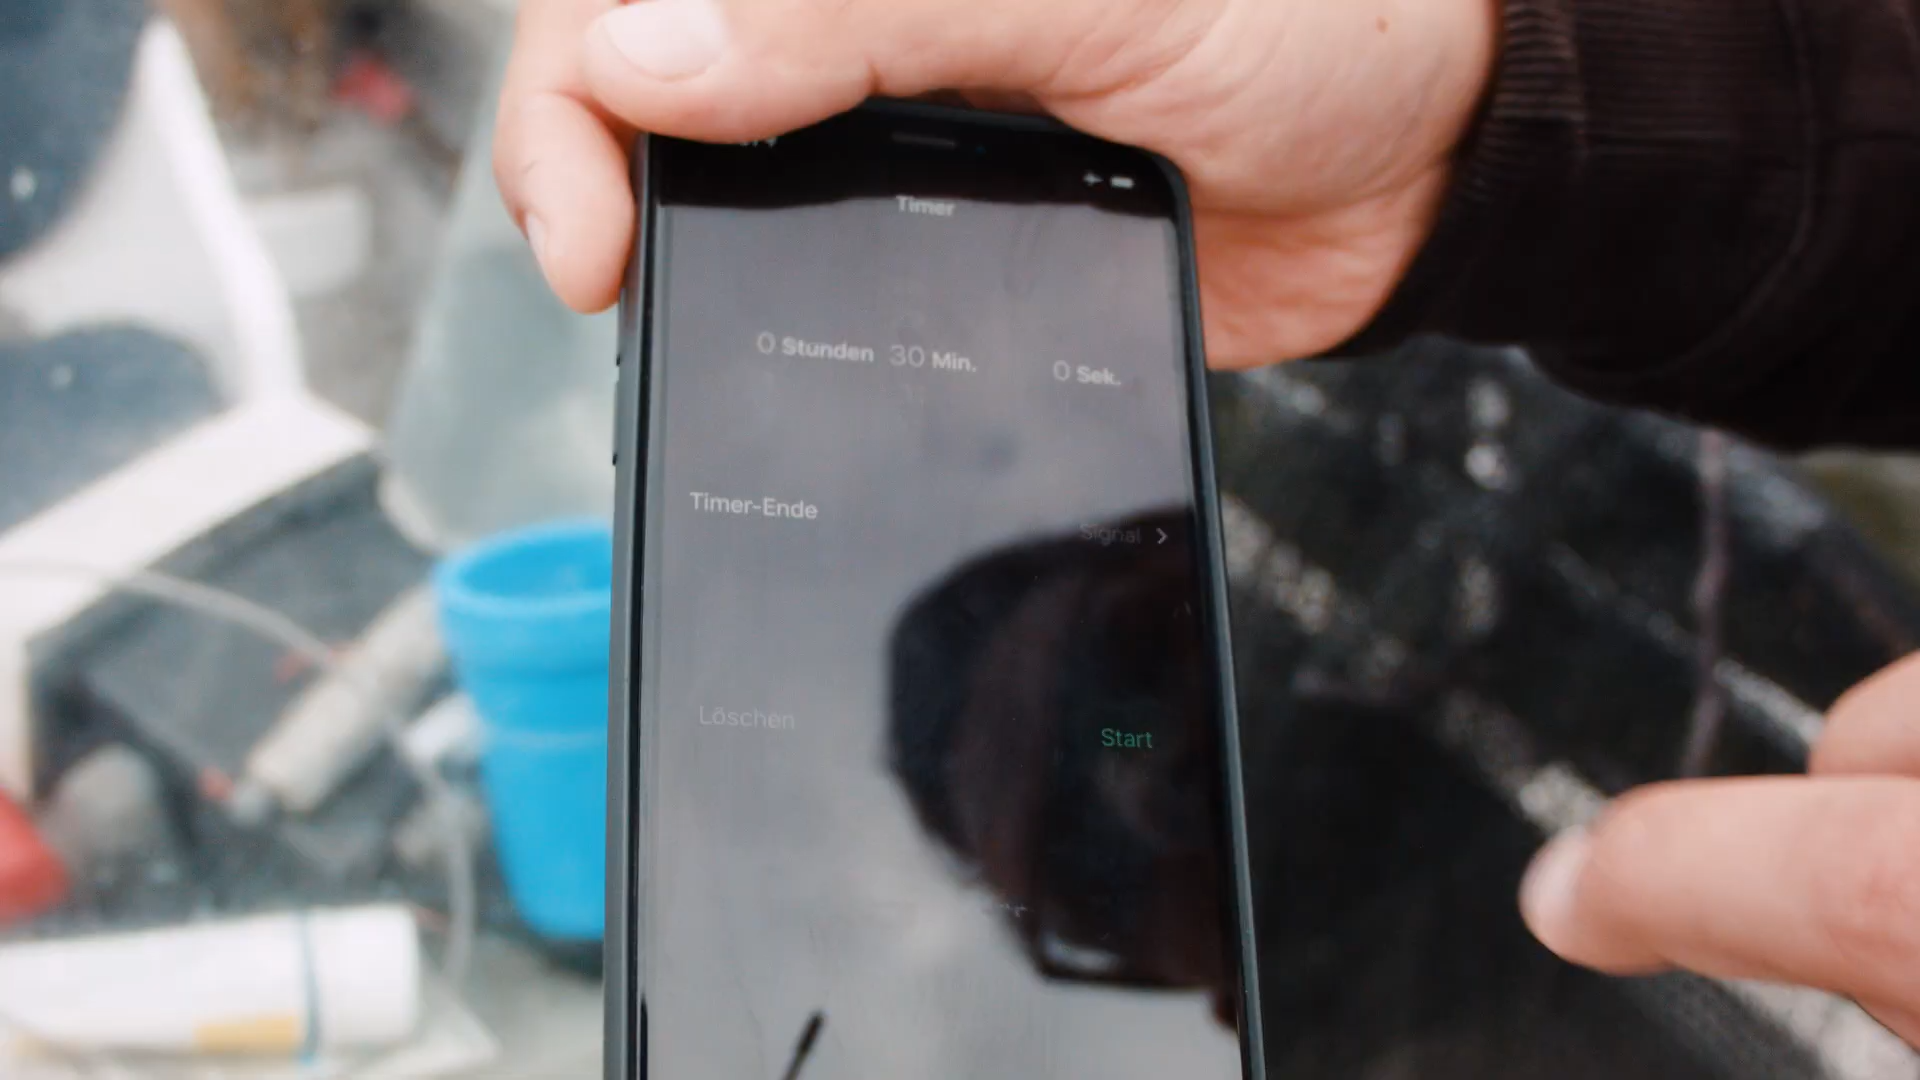 Timer
0 Stunden 30 Min. 0 Sek.
Timer-Ende
Signal
Löschen
Start